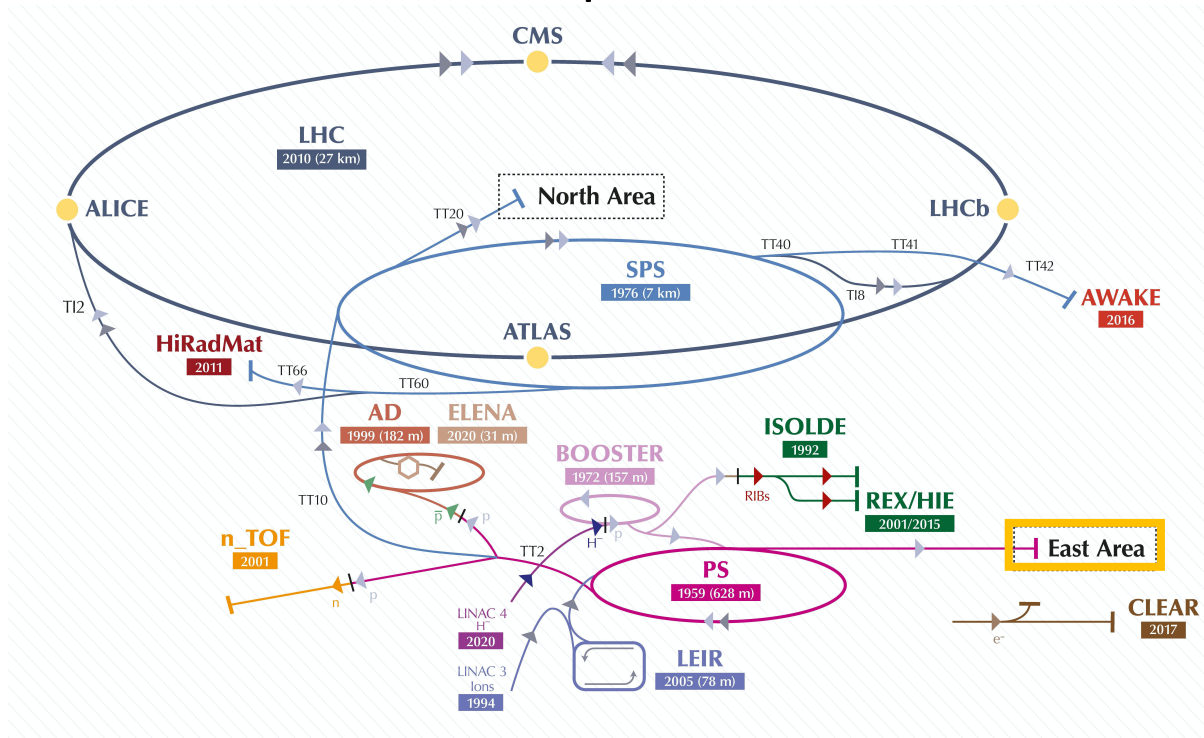 CMS
LHC
2010 (27 km)
North Area
ALICE
LHCb
TT20
TT40
TT41
SPS
TT42
1976 (7 km)
TI8
AWAKE
2016
TI2
ATLAS
HiRadMat
2011
TT66
TT60
AD
ELENA
1999 (182 m)
2020 (31 m)
ISOLDE
1992
BOOSTER
1972 (157 m)
TT10
RIBs
REX/HIE
2001/2015
p̅
p
H⁻
p
n_TOF
2001
TT2
East Area
PS
1959 (628 m)
n
p
LINAC 4
H⁻
2020
CLEAR
2017
e⁻
LEIR
2005 (78 m)
LINAC 3
Ions
1994